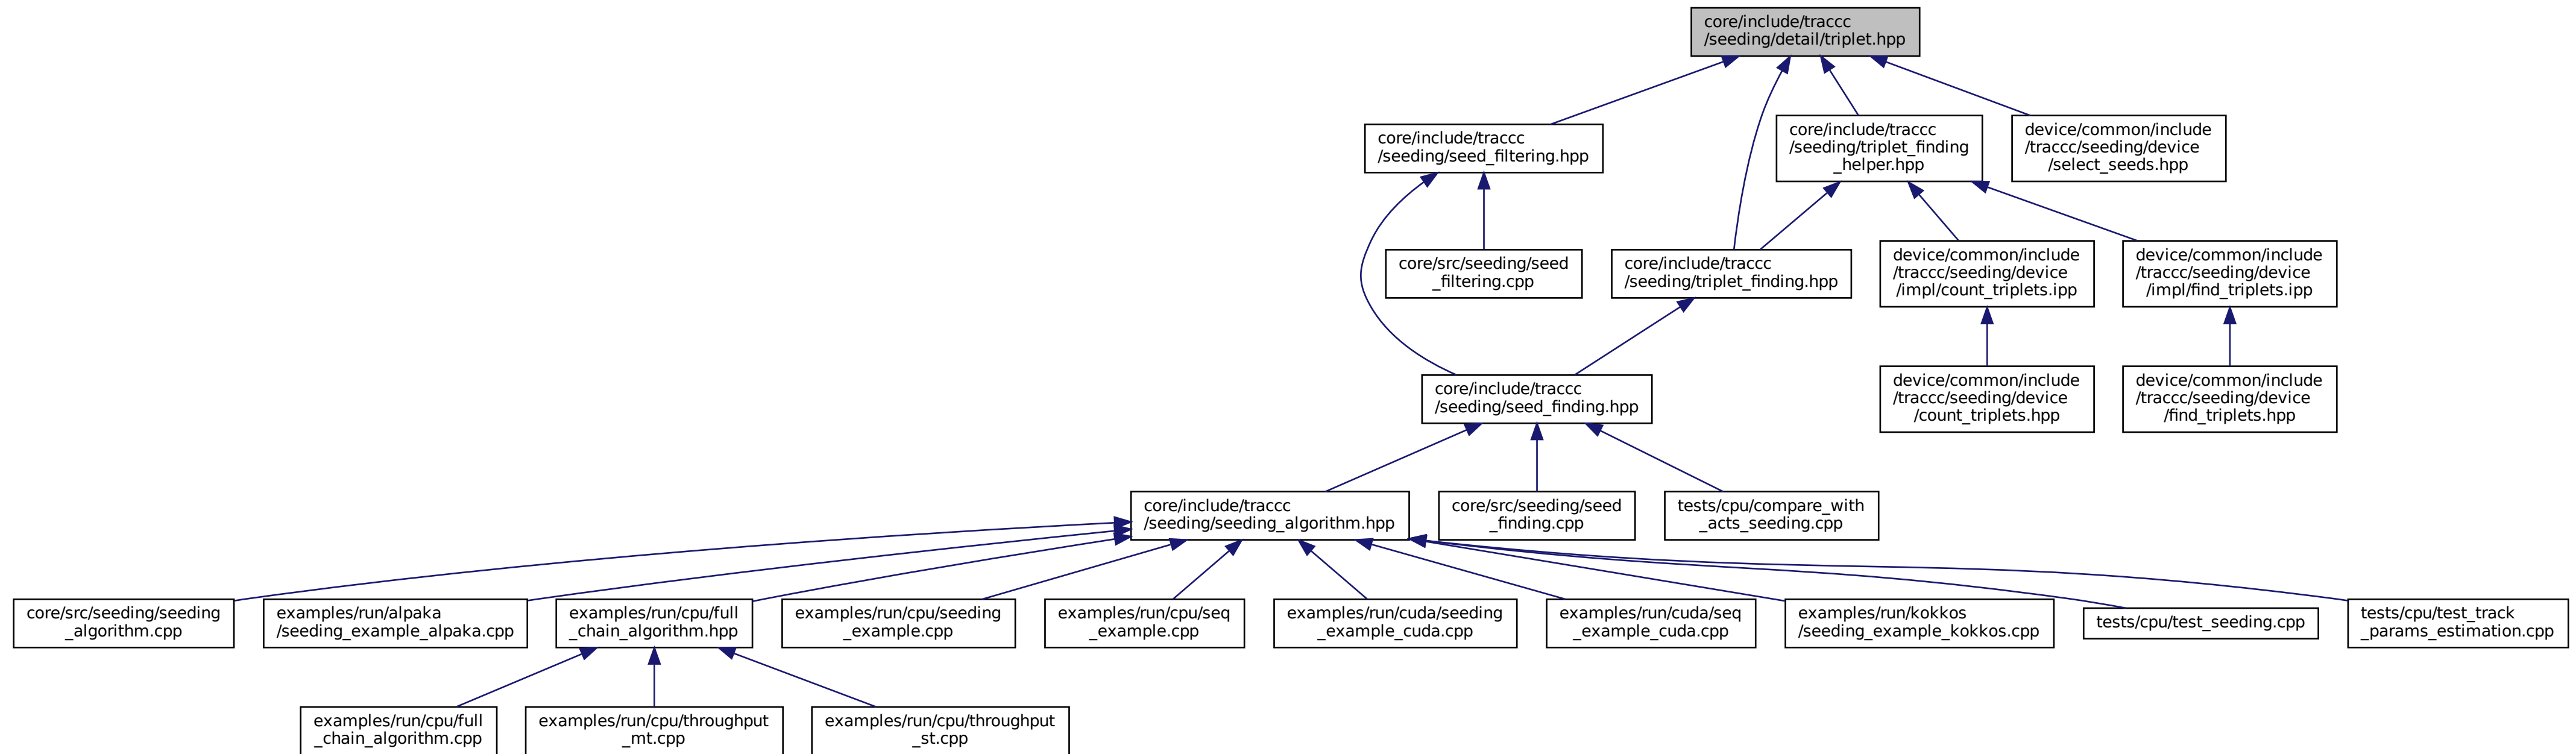 core/include/traccc
/seeding/detail/triplet.hpp
core/include/traccc
/seeding/seed_filtering.hpp
core/include/traccc
/seeding/triplet_finding
_helper.hpp
device/common/include
/traccc/seeding/device
/select_seeds.hpp
core/src/seeding/seed
_filtering.cpp
core/include/traccc
/seeding/triplet_finding.hpp
device/common/include
/traccc/seeding/device
/impl/count_triplets.ipp
device/common/include
/traccc/seeding/device
/impl/find_triplets.ipp
core/include/traccc
/seeding/seed_finding.hpp
device/common/include
/traccc/seeding/device
/count_triplets.hpp
device/common/include
/traccc/seeding/device
/find_triplets.hpp
core/include/traccc
/seeding/seeding_algorithm.hpp
core/src/seeding/seed
_finding.cpp
tests/cpu/compare_with
_acts_seeding.cpp
core/src/seeding/seeding
_algorithm.cpp
examples/run/alpaka
/seeding_example_alpaka.cpp
examples/run/cpu/full
_chain_algorithm.hpp
examples/run/cpu/seeding
_example.cpp
examples/run/cpu/seq
_example.cpp
examples/run/cuda/seeding
_example_cuda.cpp
examples/run/cuda/seq
_example_cuda.cpp
examples/run/kokkos
/seeding_example_kokkos.cpp
tests/cpu/test_seeding.cpp
tests/cpu/test_track
_params_estimation.cpp
examples/run/cpu/full
_chain_algorithm.cpp
examples/run/cpu/throughput
_mt.cpp
examples/run/cpu/throughput
_st.cpp